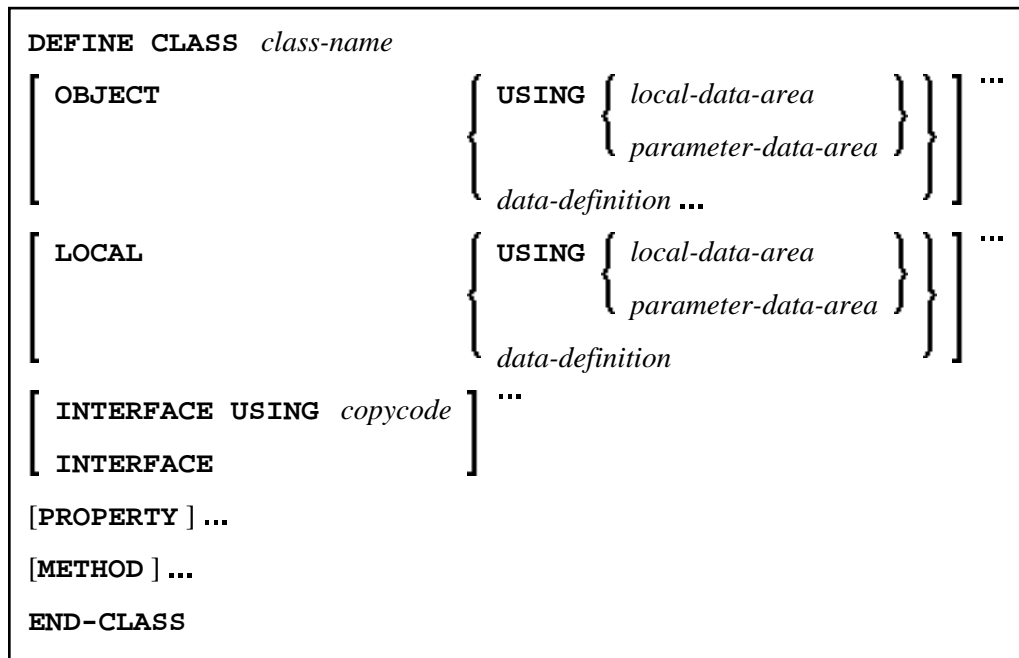 DEFINE CLASS class-name
OBJECT USING local-data-area ...
parameter-data-area
data-definition ...
LOCAL USING local-data-area ...
parameter-data-area
data-definition
INTERFACE USING copycode ...
INTERFACE
[PROPERTY ] ...
[METHOD ] ...
END-CLASS